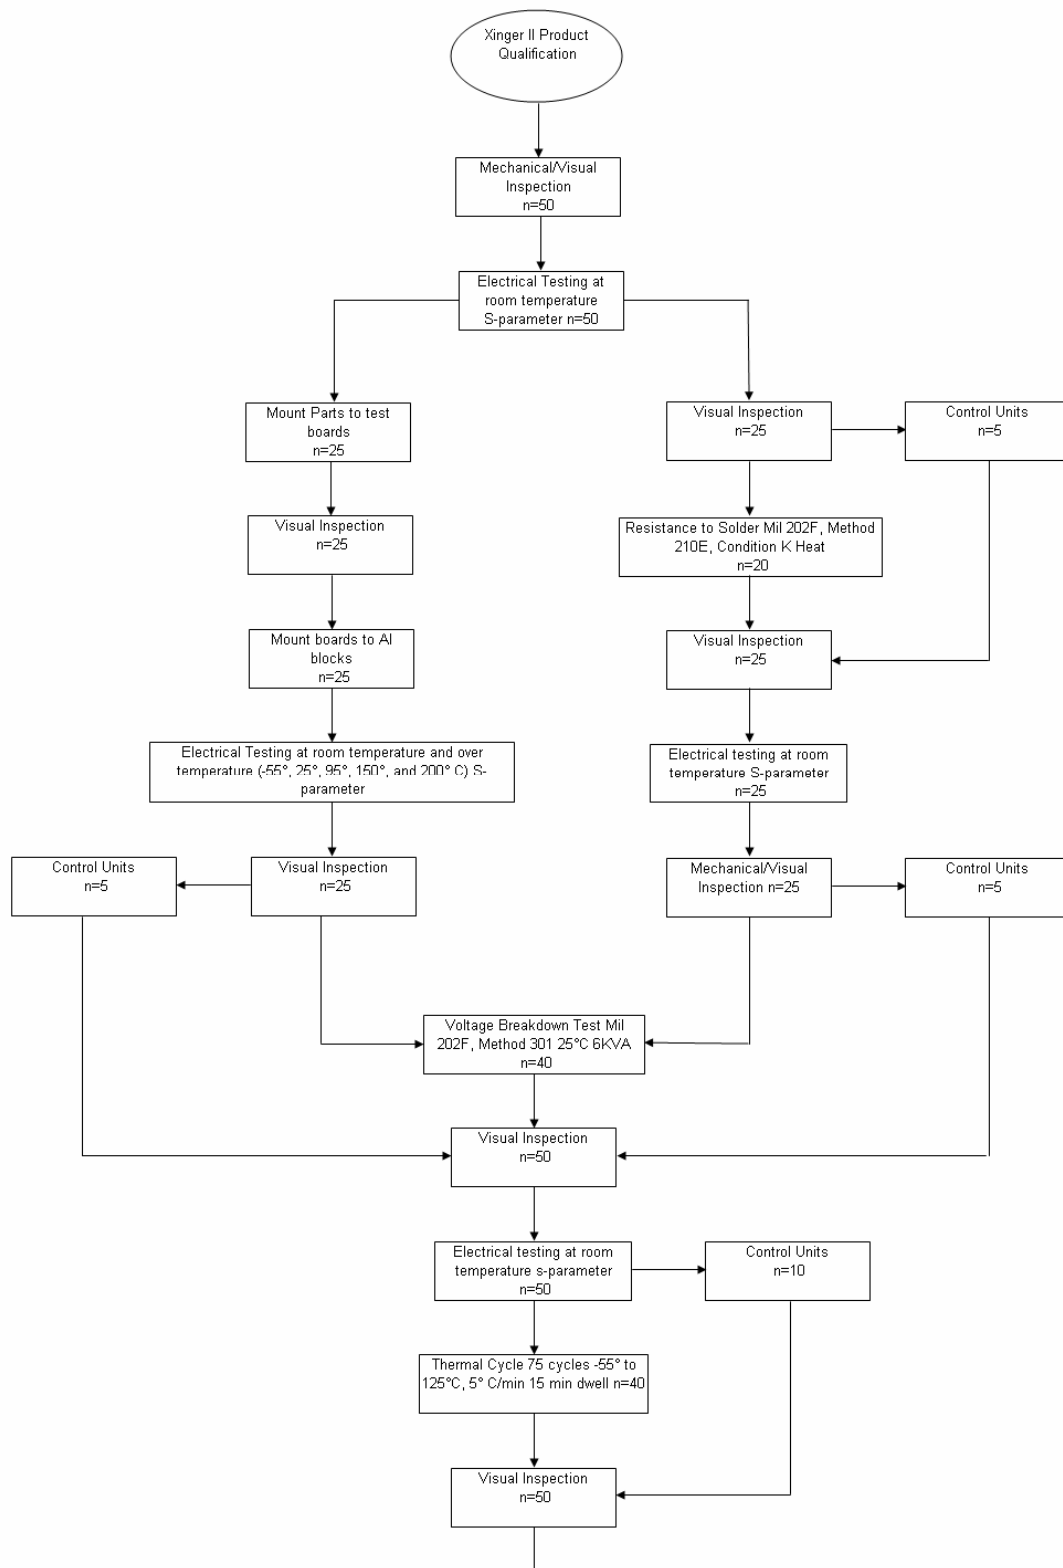 Xinger II Product
Qualification
Mechanical/Visual
Inspection
n=50
Electrical Testing at
room temperature
S-parameter n=50
Mount Parts to test
boards
n=25
Visual Inspection
n=25
Control Units
n=5
Visual Inspection
n=25
Resistance to Solder Mil 202F, Method
210E, Condition K Heat
n=20
Mount boards to Al
blocks
n=25
Visual Inspection
n=25
Electrical Testing at room temperature and over
temperature (-55°, 25°, 95°, 150°, and 200° C) S-
parameter
Electrical testing at room
temperature S-parameter
n=25
Control Units
n=5
Visual Inspection
n=25
Mechanical/Visual
Inspection n=25
Control Units
n=5
Voltage Breakdown Test Mil
202F, Method 301 25°C 6KVA
n=40
Visual Inspection
n=50
Electrical testing at room
temperature s-parameter
n=50
Control Units
n=10
Thermal Cycle 75 cycles -55° to
125°C, 5° C/min 15 min dwell n=40
Visual Inspection
n=50